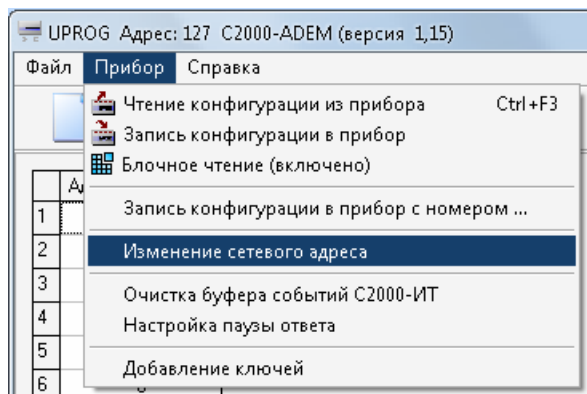 UPROG Адрес: 127 C2000-ADEM (версия 1,15)
Файл Прибор Справка
Чтение конфигурации из прибора Ctrl+F3
Запись конфигурации в прибор
Блочное чтение (включено)
Запись конфигурации в прибор с номером ...
Изменение сетевого адреса
Очистка буфера событий С2000-ИТ
Настройка паузы ответа
Добавление ключей
1
2
3
4
5
6